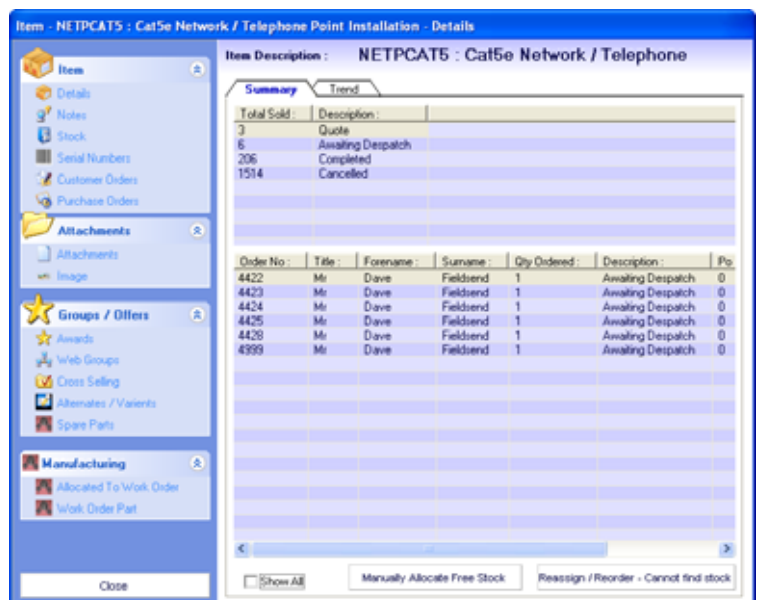 Item - NETPCAT5 : Cat5e Network / Telephone Point Installation - Details
Item
Details
Notes
Stock
Serial Numbers
Customer Orders
Purchase Orders
Attachments
Attachments
Image
Groups / Offers
Awards
Web Groups
Cross Selling
Alternates / Varients
Spare Parts
Manufacturing
Allocated To Work Order
Work Order Part
Close
Item Description : NETPCAT5 : Cat5e Network / Telephone
Summary Trend
Total Sold : Description :
3 Quote
6 Awaiting Despatch
206 Completed
1514 Cancelled
Order No : Title : Forename : Surname : Qty Ordered : Description : Po
4422 Mr Dave Fieldsend 1 Awaiting Despatch 0
4423 Mr Dave Fieldsend 1 Awaiting Despatch 0
4424 Mr Dave Fieldsend 1 Awaiting Despatch 0
4425 Mr Dave Fieldsend 1 Awaiting Despatch 0
4428 Mr Dave Fieldsend 1 Awaiting Despatch 0
4999 Mr Dave Fieldsend 1 Awaiting Despatch 0
Show All Manually Allocate Free Stock Reassign / Reorder - Cannot find stock